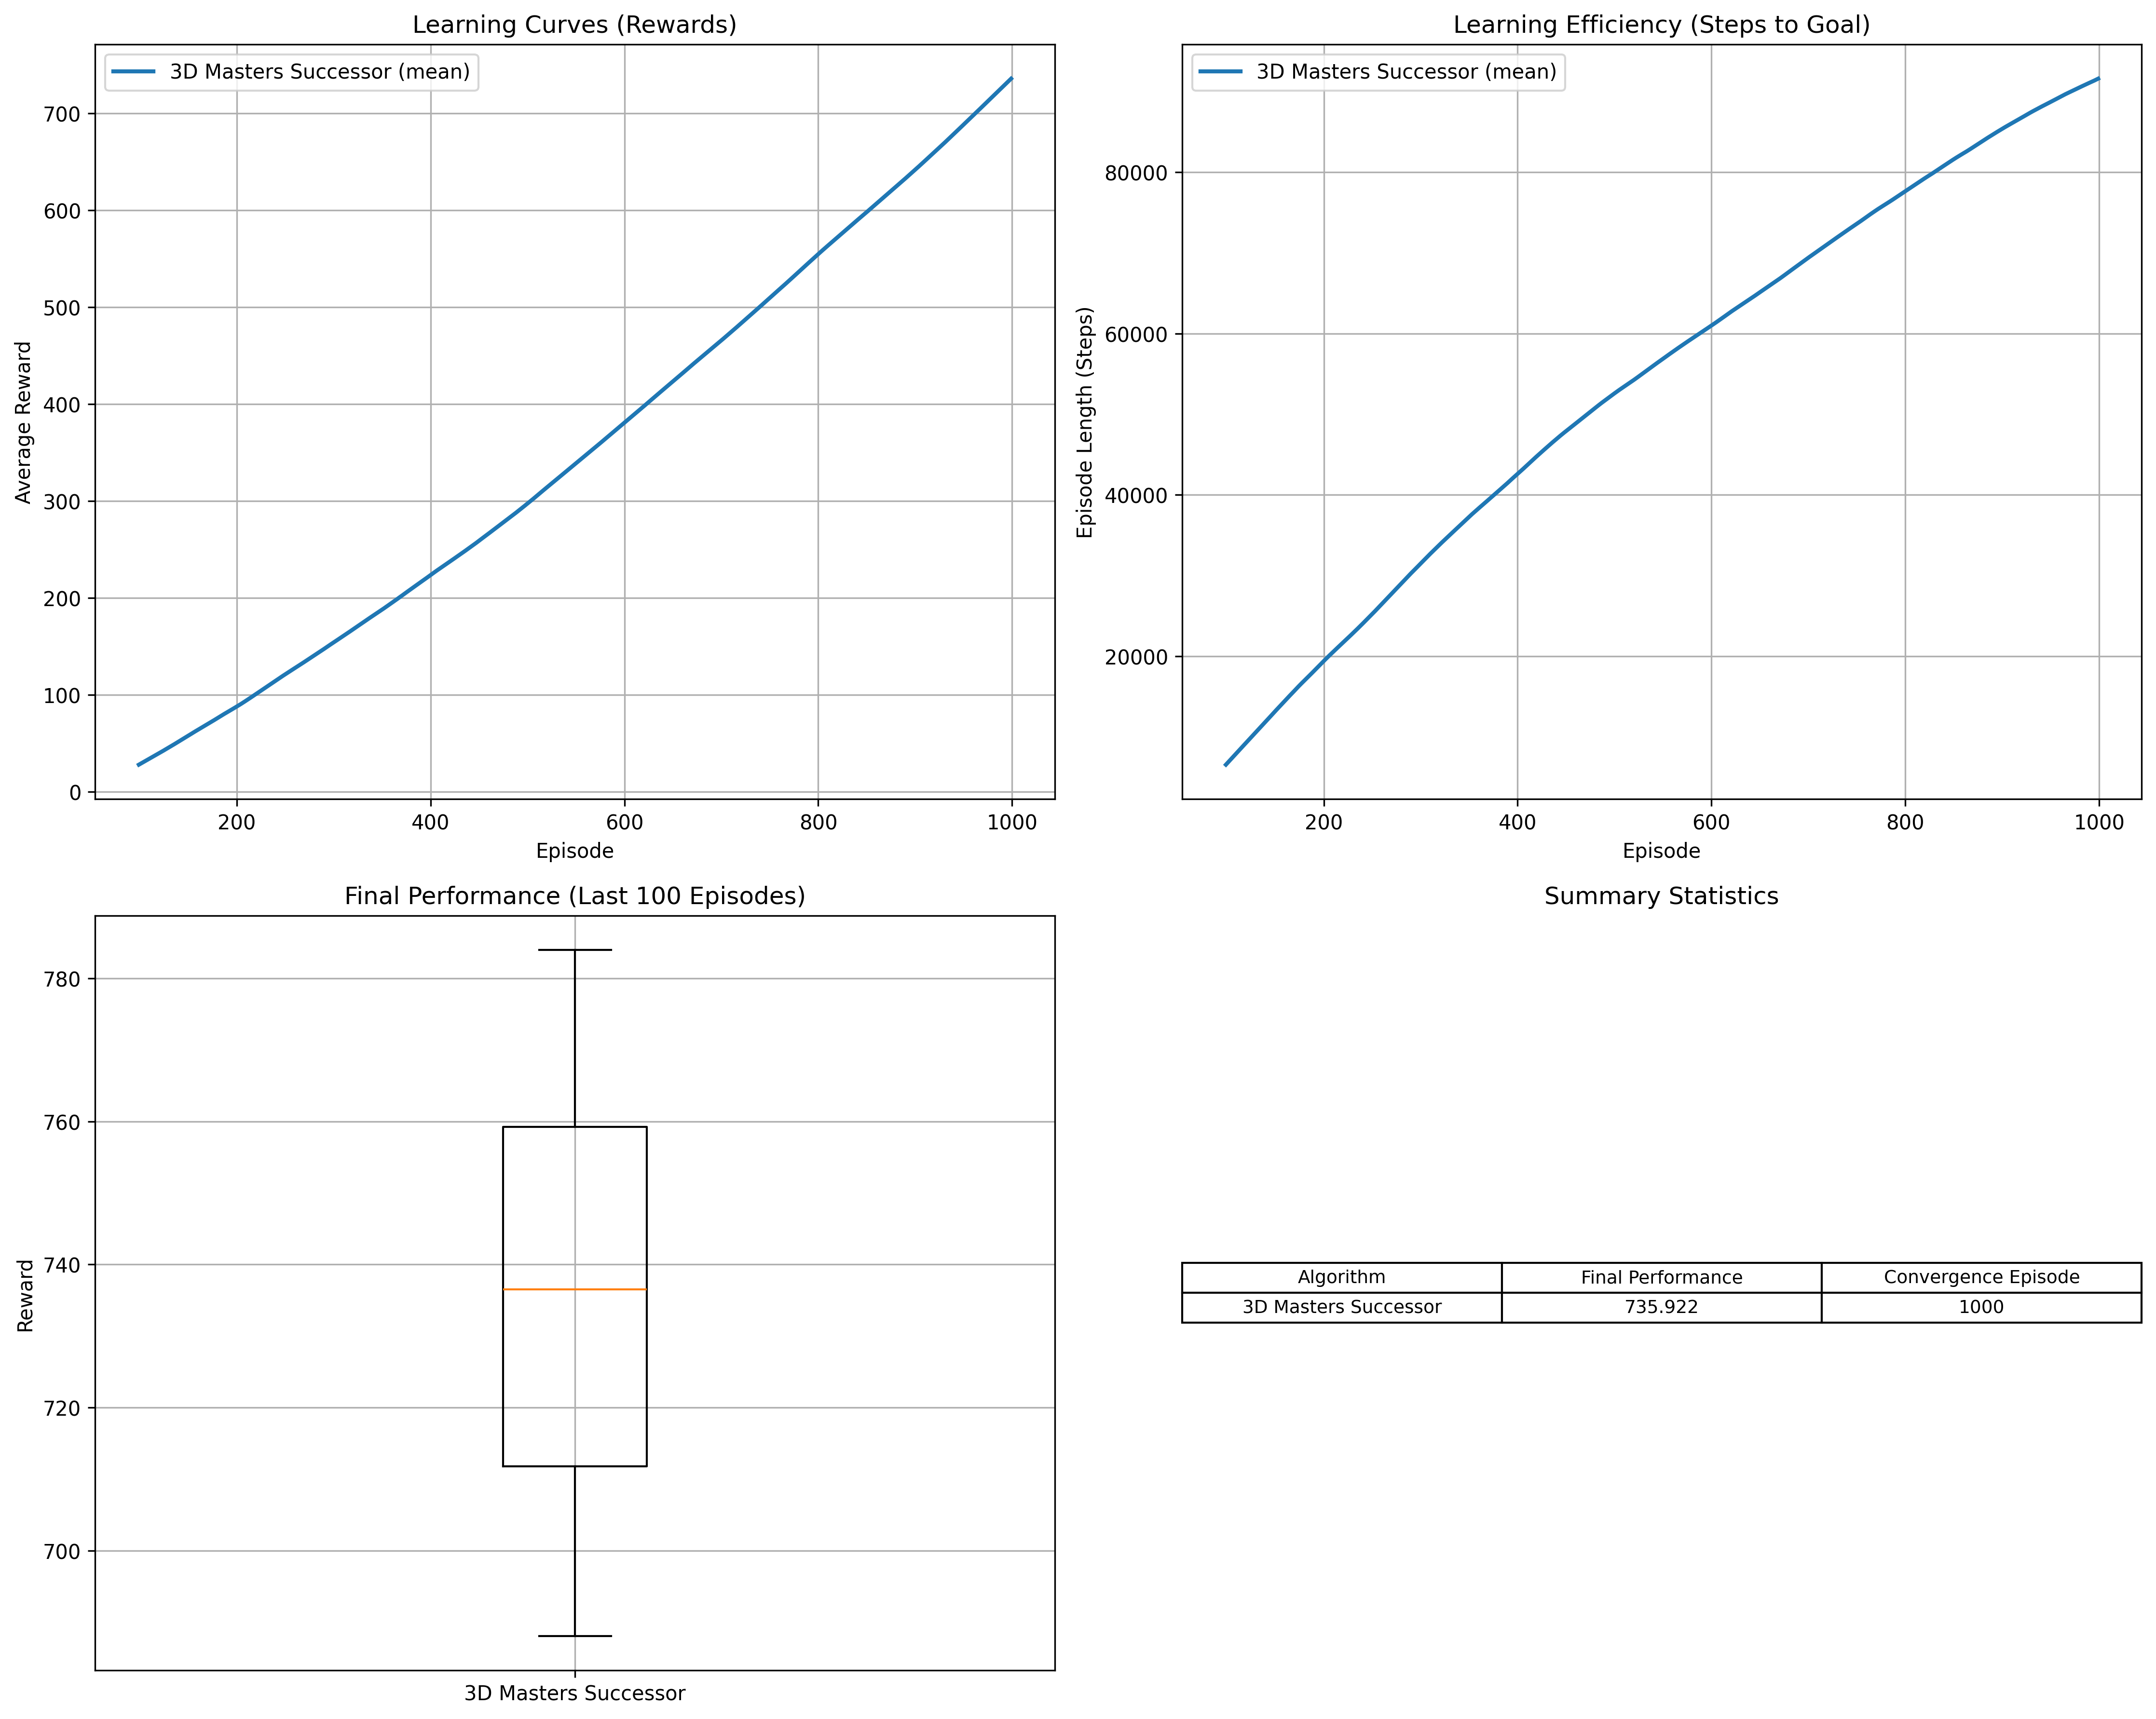 Learning Curves (Rewards)
3D Masters Successor (mean)
Average Reward
700
600
500
400
300
200
100
0
200 400 600 800 1000
Episode
Learning Efficiency (Steps to Goal)
3D Masters Successor (mean)
Episode Length (Steps)
80000
60000
40000
20000
200 400 600 800 1000
Episode
Final Performance (Last 100 Episodes)
Reward
780
760
740
720
700
3D Masters Successor
Summary Statistics
Algorithm Final Performance Convergence Episode
3D Masters Successor 735.922 1000